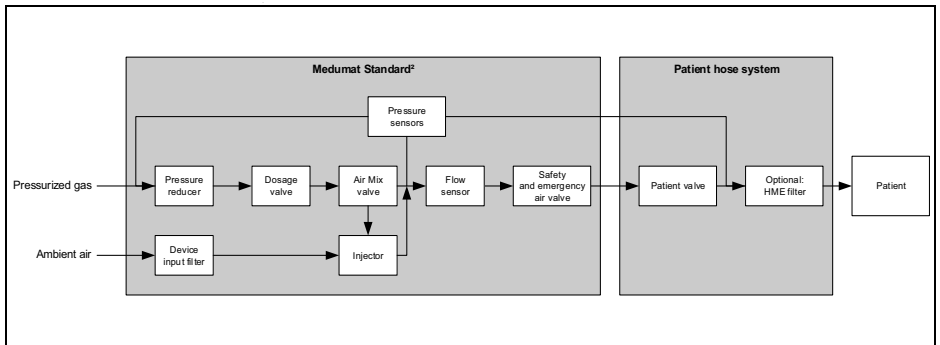 Medumat Standard²
Patient hose system
Pressure
sensors
Pressurized gas
Pressure
reducer
Dosage
valve
Air Mix
valve
Flow
sensor
Safety
and emergency
air valve
Patient valve
Optional:
HME filter
Patient
Ambient air
Device
input filter
Injector